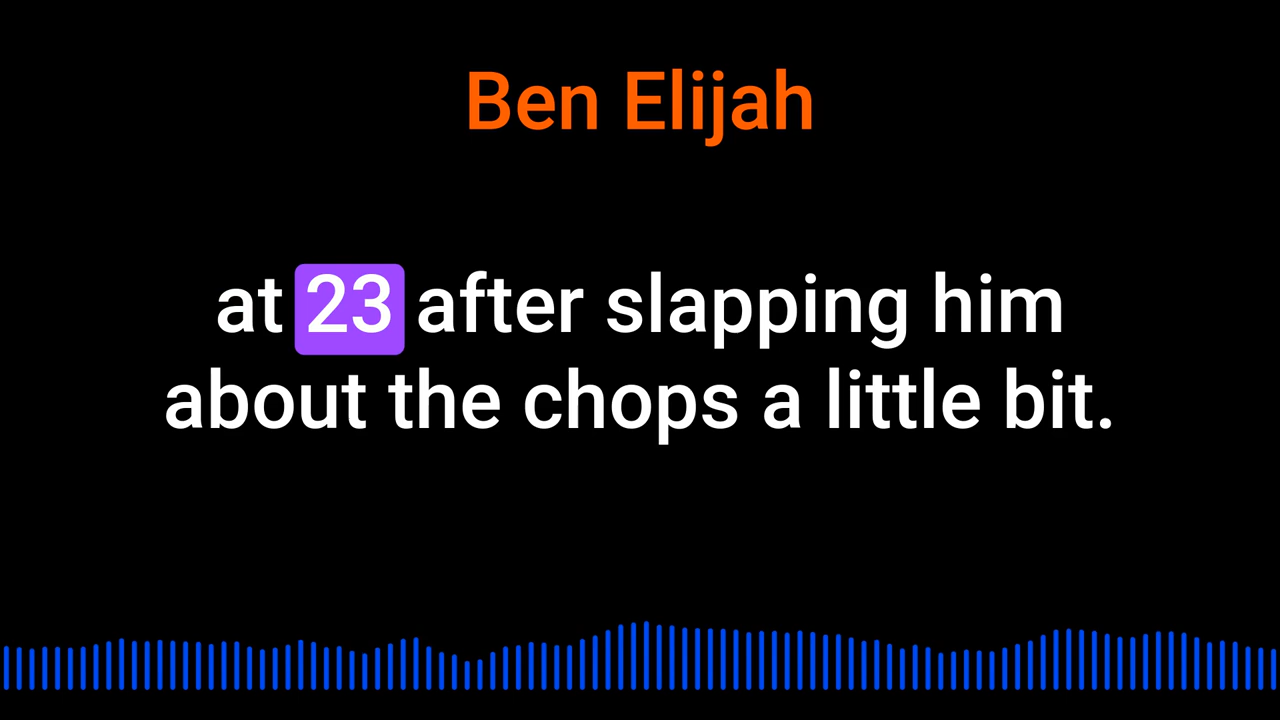 Ben Elijah
at 23 after slapping him
about the chops a little bit.